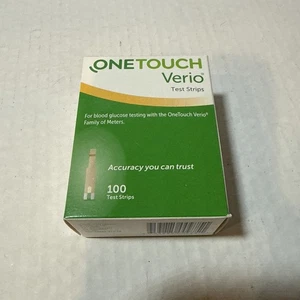 ONETOUCH
Verio®
Test Strips
For blood glucose testing with the OneTouch Verio®
Family of Meters.
Accuracy you can trust
100
Test Strips